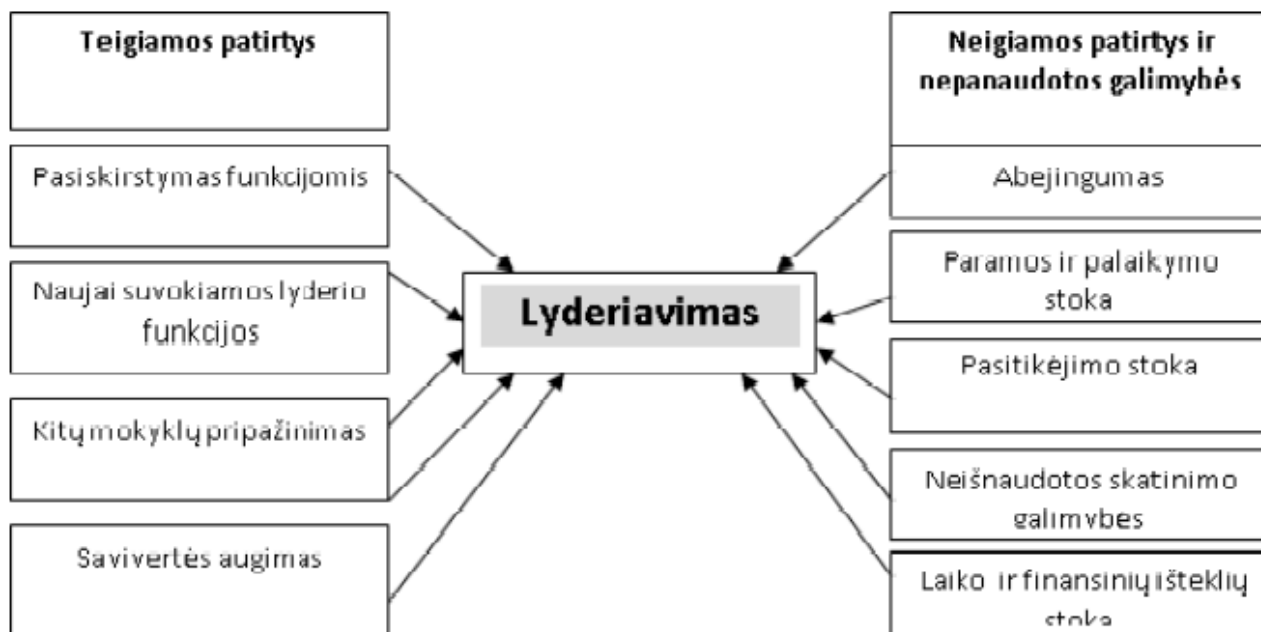 Teigiamos patirtys
Pasiskirstymas funkcijomis
Naujai suvokiamos lyderio
funkcijos
Kitų mokyklų pripažinimas
Savivertės augimas
Lyderiavimas
Neigiamos patirtys ir
nepanaudotos galimybės
Abejingumas
Paramos ir palaikymo
stoka
Pasitikėjimo stoka
Neišnaudotos skatinimo
galimybės
Laiko ir finansinių išteklių
stoka